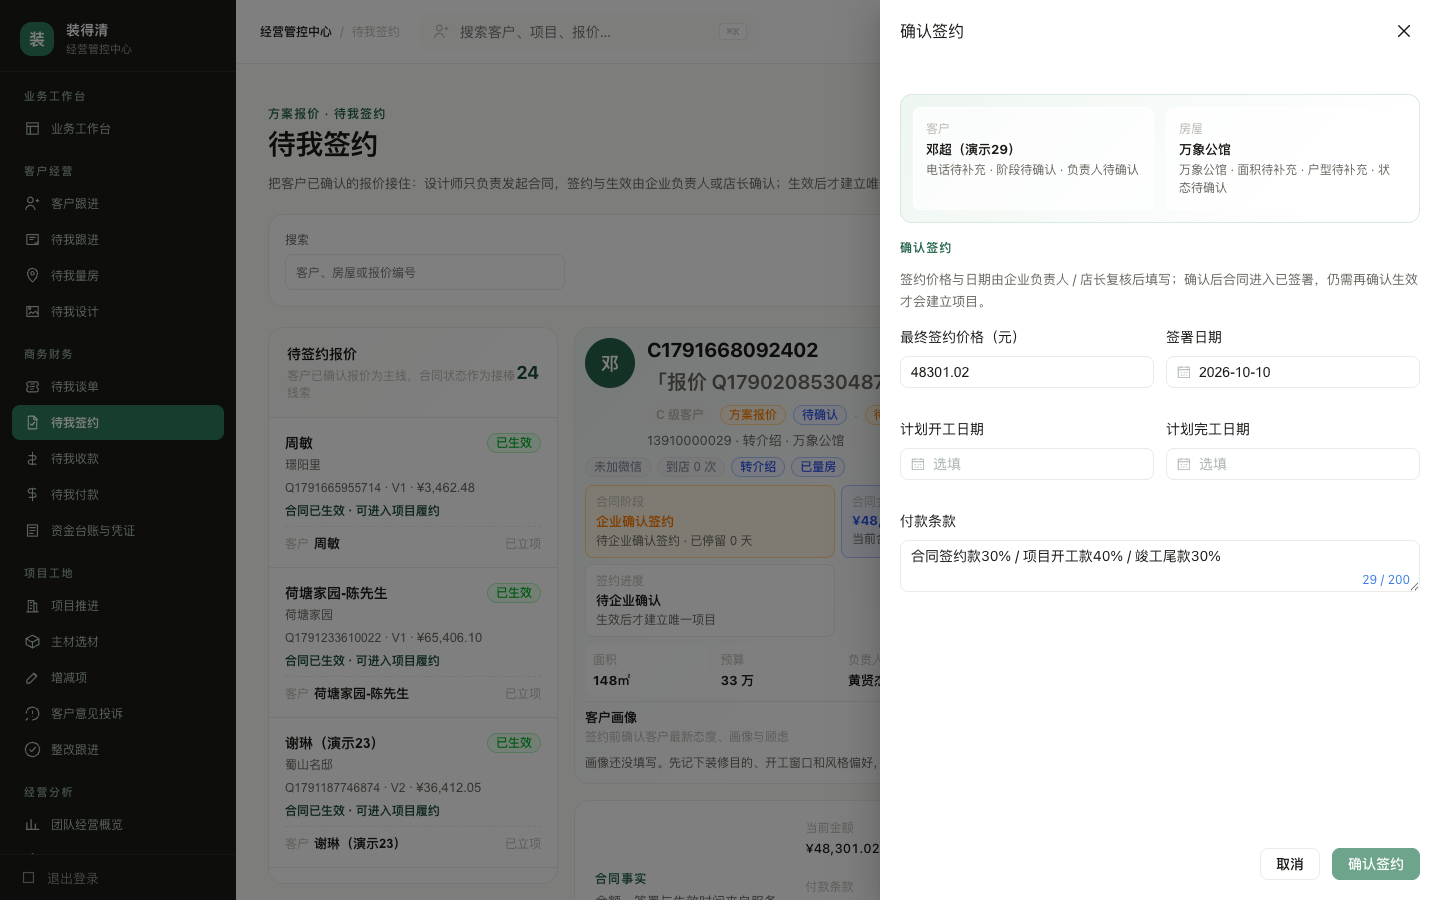 装
装得清
经营管控中心
业务工作台
业务工作台
客户经营
客户跟进
待我跟进
待我量房
待我设计
商务财务
待我谈单
待我签约
待我收款
待我付款
资金台账与凭证
项目工地
项目推进
主材选材
增减项
客户意见投诉
整改跟进
经营分析
团队经营概览
退出登录
经营管控中心 / 待我签约
搜索客户、项目、报价...
⌘K
方案报价 · 待我签约
待我签约
把客户已确认的报价接住：设计师只负责发起合同，签约与生效由企业负责人或店长确认；生效后才建立唯
搜索
客户、房屋或报价编号
待签约报价
客户已确认报价为主线，合同状态作为接棒线索
24
周敏
已生效
璟阳里
Q1791665955714 · V1 · ¥3,462.48
合同已生效 · 可进入项目履约
客户 周敏
已立项
荷塘家园-陈先生
已生效
荷塘家园
Q1791233610022 · V1 · ¥65,406.10
合同已生效 · 可进入项目履约
客户 荷塘家园-陈先生
已立项
谢琳（演示23）
已生效
蜀山名邸
Q1791187746874 · V2 · ¥36,412.05
合同已生效 · 可进入项目履约
客户 谢琳（演示23）
已立项
邓
C1791668092402
「报价 Q1790208530487
C 级客户
方案报价
待确认
·
13910000029 · 转介绍 · 万象公馆
未加微信
到店 0 次
转介绍
已量房
合同阶段
企业确认签约
待企业确认签约 · 已停留 0 天
合同
¥48,
当前
签约进度
待企业确认
生效后才建立唯一项目
面积
148㎡
预算
33 万
负责人
黄贤
客户画像
签约前确认客户最新态度、画像与顾虑
画像还没填写。先记下装修目的、开工窗口和风格偏好，
当前金额
¥48,301.02
合同事实
付款条款
金额、签署与生效时间来自服务
确认签约
客户
邓超（演示29）
电话待补充 · 阶段待确认 · 负责人待确认
房屋
万象公馆
万象公馆 · 面积待补充 · 户型待补充 · 状
态待确认
确认签约
签约价格与日期由企业负责人 / 店长复核后填写；确认后合同进入已签署，仍需再确认生效
才会建立项目。
最终签约价格（元）
48301.02
签署日期
2026-10-10
计划开工日期
选填
计划完工日期
选填
付款条款
合同签约款30% / 项目开工款40% / 竣工尾款30%
29 / 200
取消
确认签约